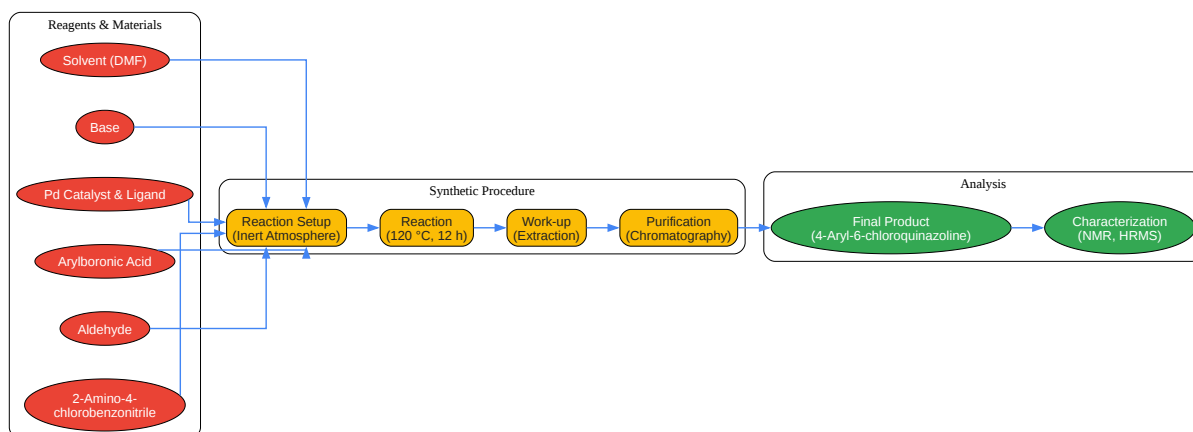 Reagents & Materials
Solvent (DMF)
Base
Pd Catalyst & Ligand
Arylboronic Acid
Aldehyde
2-Amino-4-
chlorobenzonitrile
Synthetic Procedure
Reaction Setup
(Inert Atmosphere)
Reaction
(120 °C, 12 h)
Work-up
(Extraction)
Purification
(Chromatography)
Analysis
Final Product
(4-Aryl-6-chloroquinazoline)
Characterization
(NMR, HRMS)